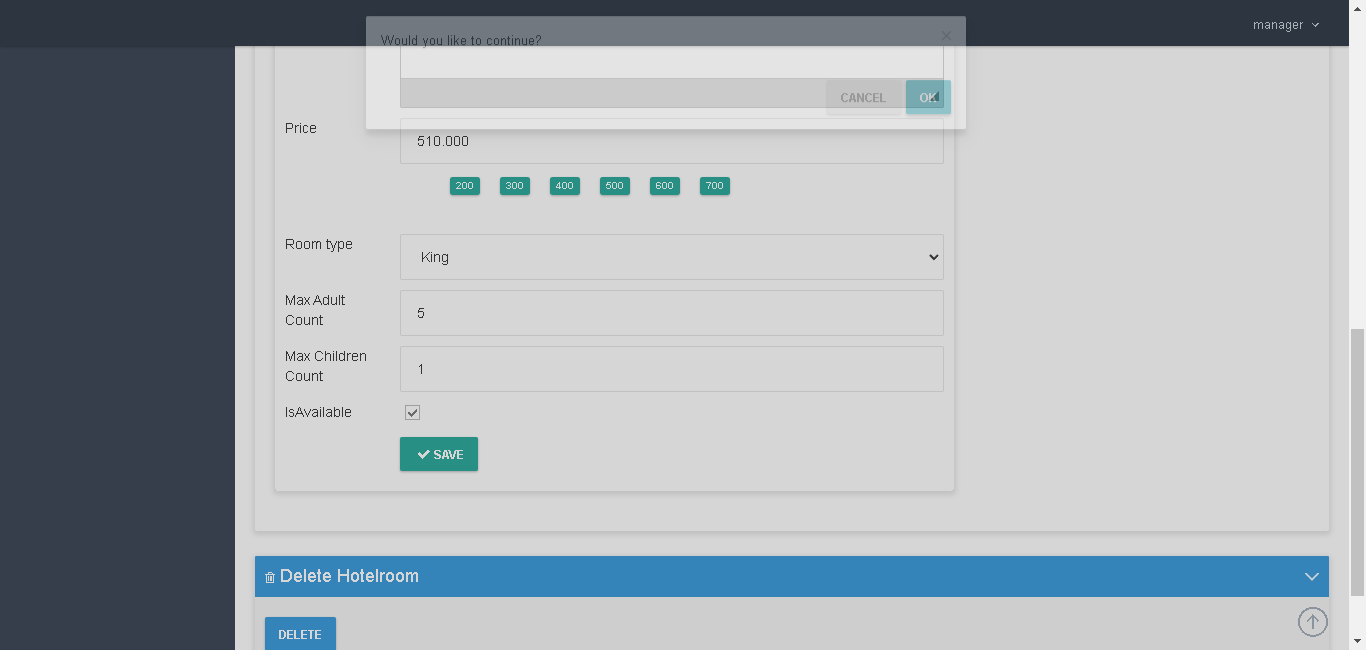 manager
Would you like to continue?
×
CANCEL
OK
Price
510.000
200 300 400 500 600 700
Room type
King
Max Adult
Count
5
Max Children
Count
1
IsAvailable
SAVE
Delete Hotelroom
DELETE